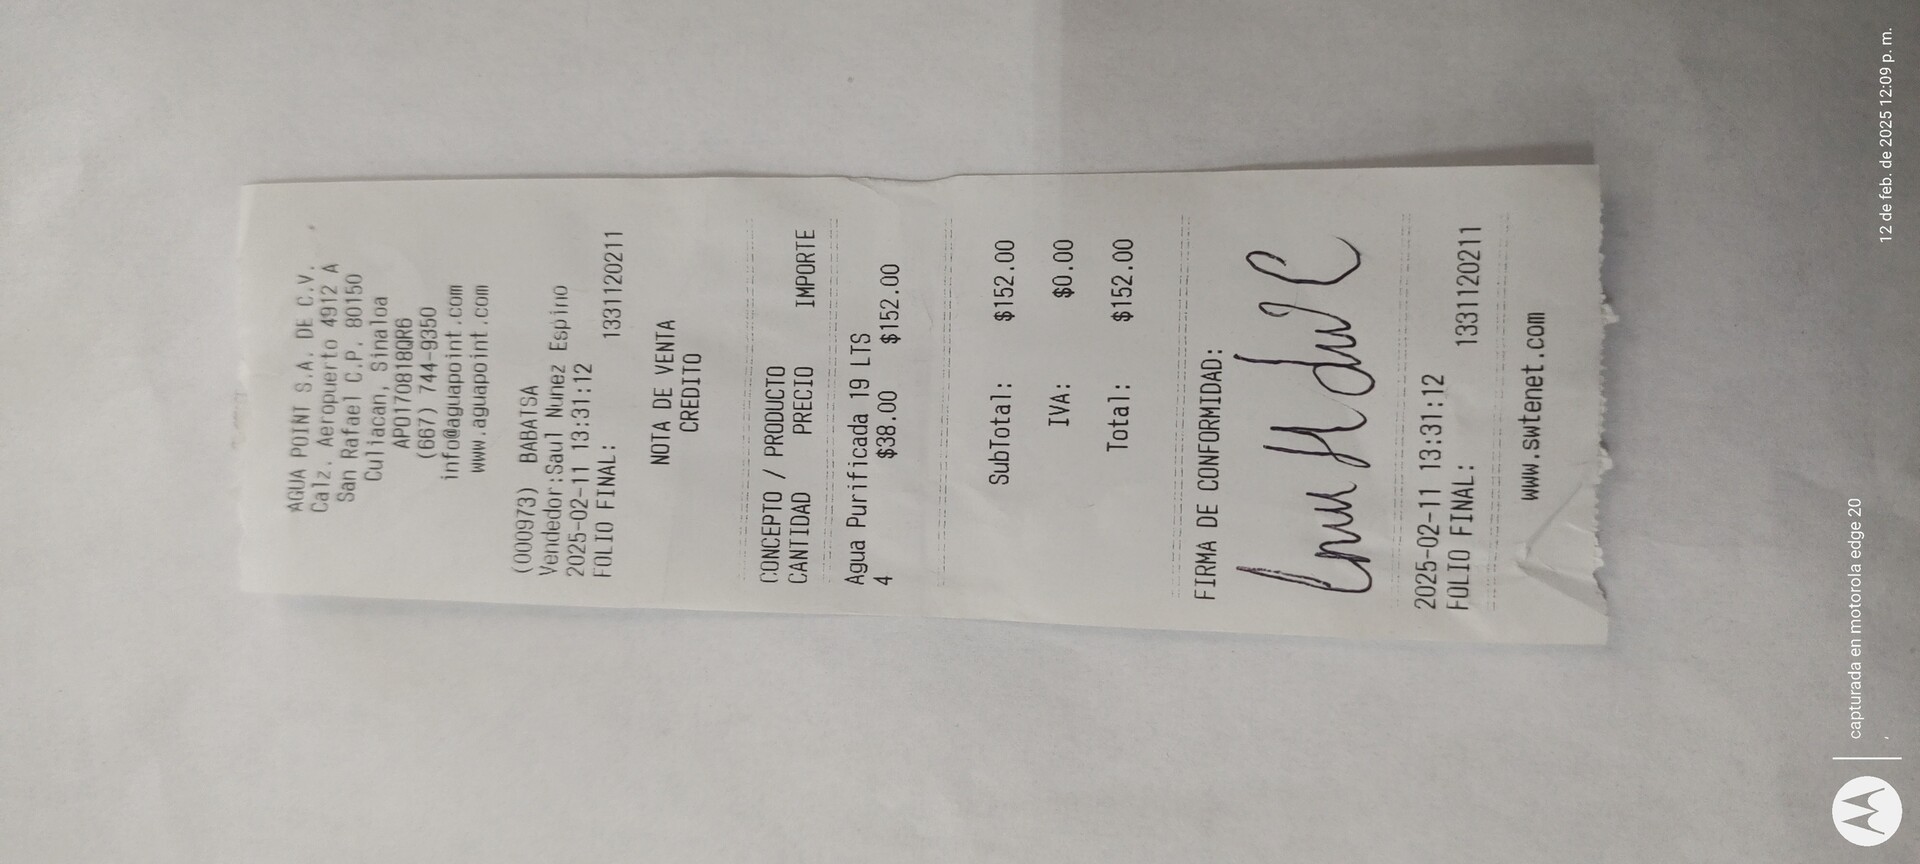 AGUA POINT S.A. DE C.V.
Calz. Aeropuerto 4912 A
San Rafael C.P. 80150
Culiacan, Sinaloa
APO170818QR6
(667) 744-9350
info@aguapoint.com
www.aguapoint.com
(000973) BABATSA
Vendedor:Saul Nunez Espino
2025-02-11 13:31:12
FOLIO FINAL: 1331120211
NOTA DE VENTA
CREDITO
CONCEPTO / PRODUCTO
CANTIDAD PRECIO IMPORTE
Agua Purificada 19 LTS
4 $38.00 $152.00
SubTotal: $152.00
IVA: $0.00
Total: $152.00
FIRMA DE CONFORMIDAD:
2025-02-11 13:31:12
FOLIO FINAL: 1331120211
www.swtenet.com
capturada en motorola edge 20
12 de feb. de 2025 12:09 p. m.